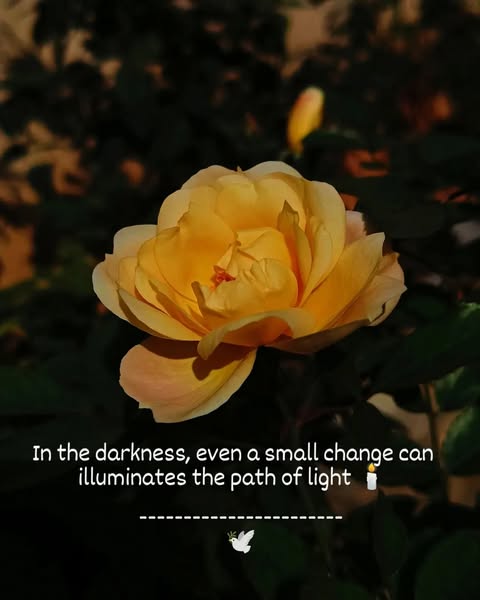 In the darkness, even a small change can
illuminates the path of light 🕯️
-----------------------
🕊️